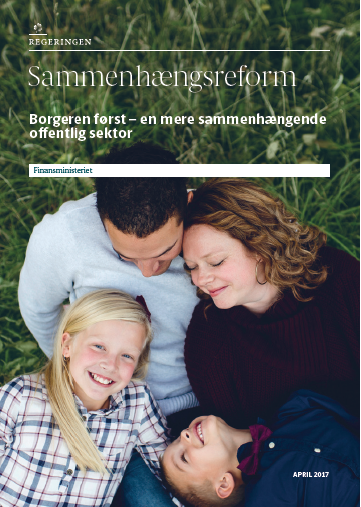 REGERINGEN
Sammenhængsreform
Borgeren først – en mere sammenhængende
offentlig sektor
Finansministeriet
APRIL 2017